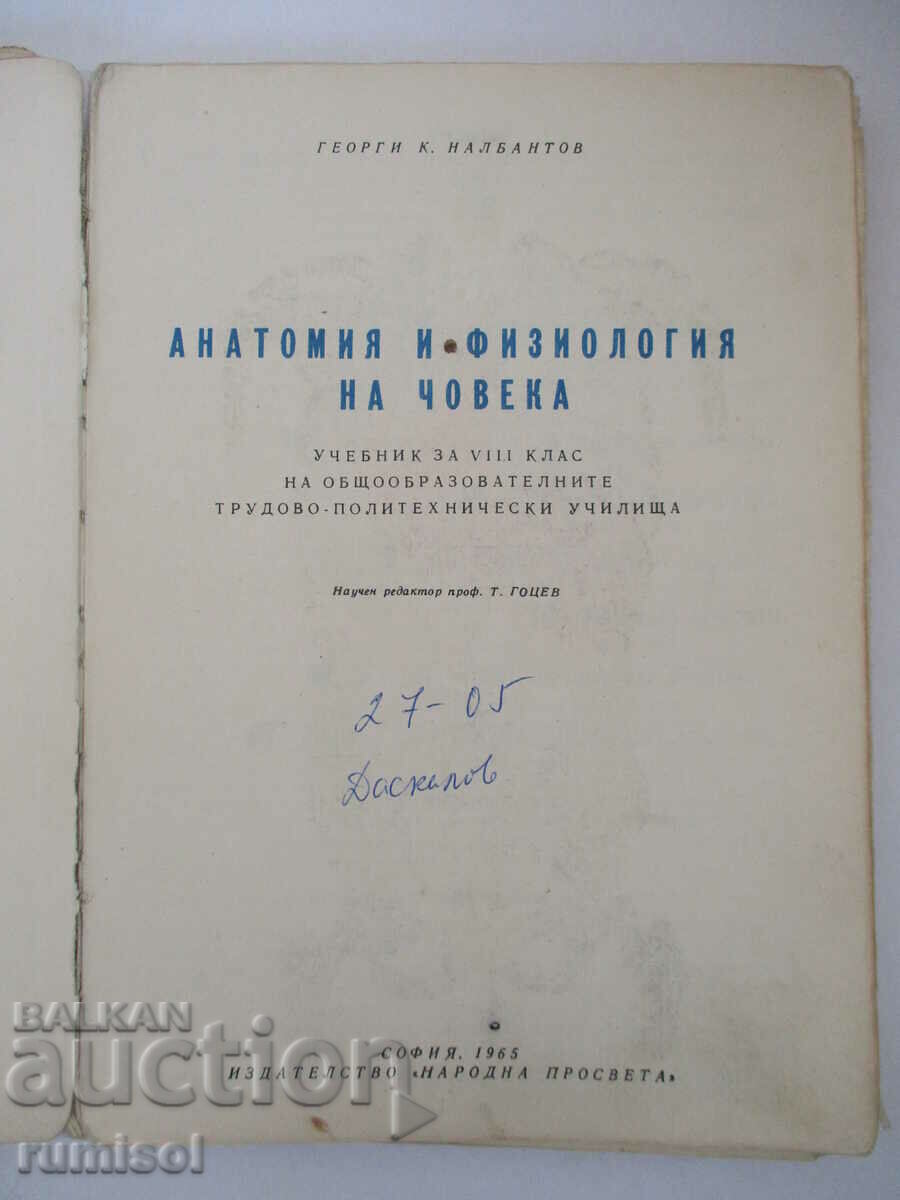 ГЕОРГИ К. НАЛБАНТОВ
АНАТОМИЯ И ФИЗИОЛОГИЯ
НА ЧОВЕКА
УЧЕБНИК ЗА VIII КЛАС
НА ОБЩООБРАЗОВАТЕЛНИТЕ
ТРУДОВО-ПОЛИТЕХНИЧЕСКИ УЧИЛИЩА
Научен редактор проф. Т. ГОЦЕВ
27-05
Даскалов
СОФИЯ, 1965
ИЗДАТЕЛСТВО «НАРОДНА ПРОСВЕТА»
BALKAN
auction
rumisol